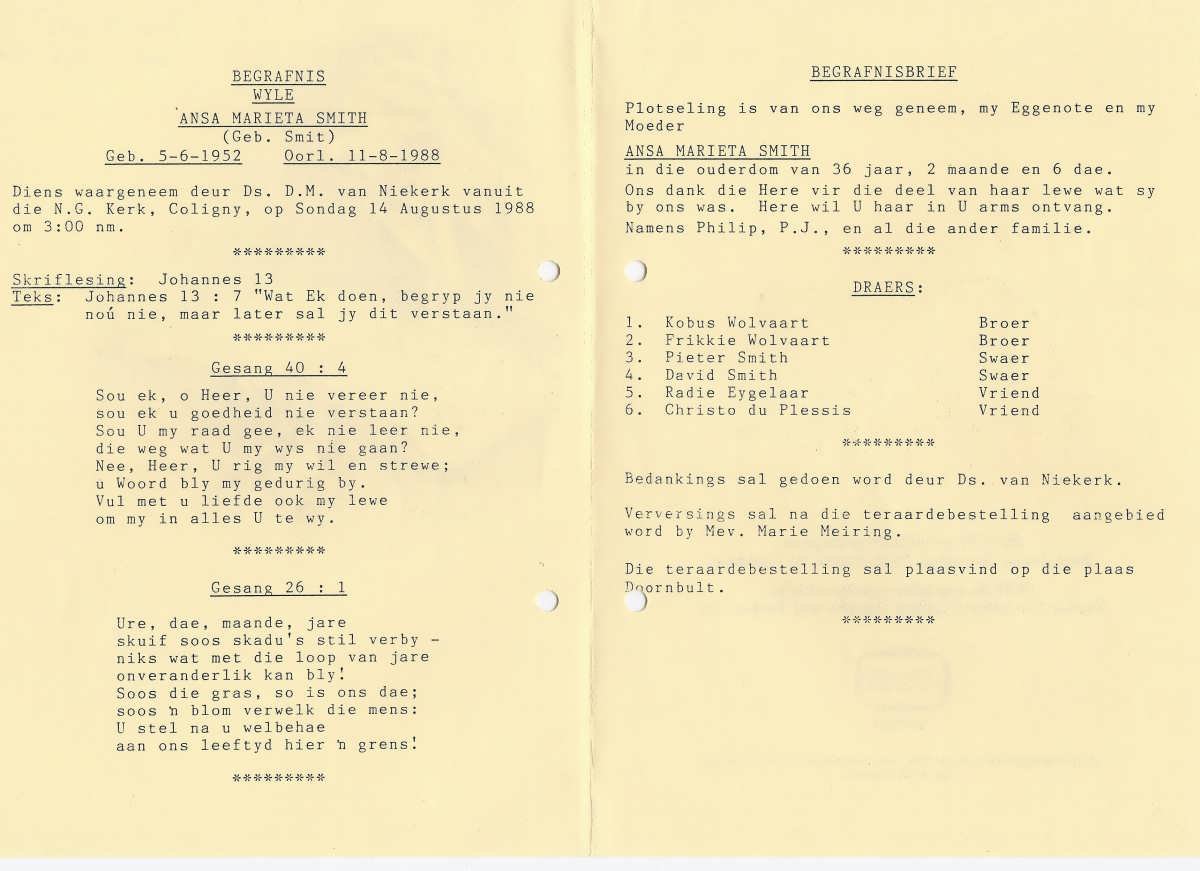 BEGRAFNIS
WYLE
ANSA MARIETA SMITH
(Geb. Smit)
Geb. 5-6-1952 Oorl. 11-8-1988
Diens waargeneem deur Ds. D.M. van Niekerk vanuit
die N.G. Kerk, Coligny, op Sondag 14 Augustus 1988
om 3:00 nm.
*********
Skriflesing: Johannes 13
Teks: Johannes 13 : 7 "Wat Ek doen, begryp jy nie
noú nie, maar later sal jy dit verstaan."
*********
Gesang 40 : 4
Sou ek, o Heer, U nie vereer nie,
sou ek u goedheid nie verstaan?
Sou U my raad gee, ek nie leer nie,
die weg wat U my wys nie gaan?
Nee, Heer, U rig my wil en strewe;
u Woord bly my gedurig by.
Vul met u liefde ook my lewe
om my in alles U te wy.
*********
Gesang 26 : 1
Ure, dae, maande, jare
skuif soos skadu's stil verby -
niks wat met die loop van jare
onveranderlik kan bly!
Soos die gras, so is ons dae;
soos 'n blom verwelk die mens:
U stel na u welbehae
aan ons leeftyd hier 'n grens!
*********
BEGRAFNISBRIEF
Plotseling is van ons weg geneem, my Eggenote en my
Moeder
ANSA MARIETA SMITH
in die ouderdom van 36 jaar, 2 maande en 6 dae.
Ons dank die Here vir die deel van haar lewe wat sy
by ons was. Here wil U haar in U arms ontvang.
Namens Philip, P.J., en al die ander familie.
*********
DRAERS:
1. Kobus Wolvaart Broer
2. Frikkie Wolvaart Broer
3. Pieter Smith Swaer
4. David Smith Swaer
5. Radie Eygelaar Vriend
6. Christo du Plessis Vriend
*********
Bedankings sal gedoen word deur Ds. van Niekerk.
Verversings sal na die teraardebestelling aangebied
word by Mev. Marie Meiring.
Die teraardebestelling sal plaasvind op die plaas
Doornbult.
*********